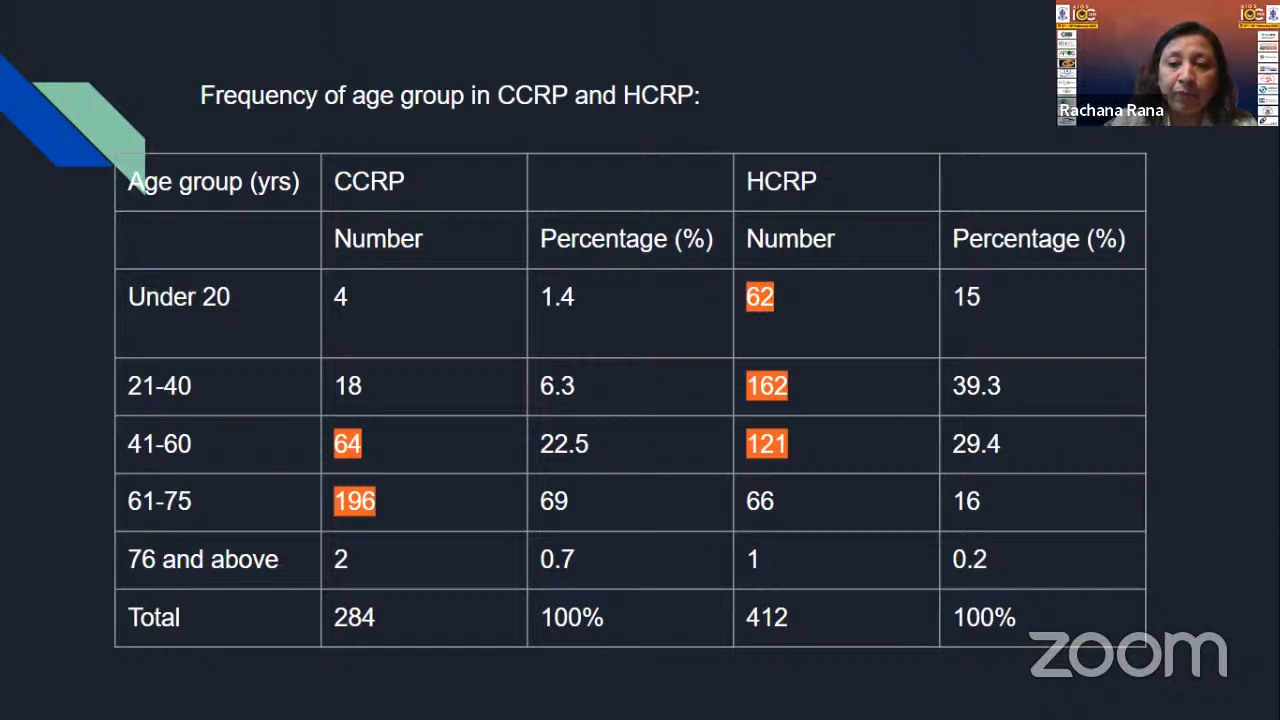 AIOS
AIOS
Rachana Rana
Frequency of age group in CCRP and HCRP:
Age group (yrs) CCRP HCRP
Number Percentage (%) Number Percentage (%)
Under 20 4 1.4 62 15
21-40 18 6.3 162 39.3
41-60 64 22.5 121 29.4
61-75 196 69 66 16
76 and above 2 0.7 1 0.2
Total 284 100% 412 100%
zoom